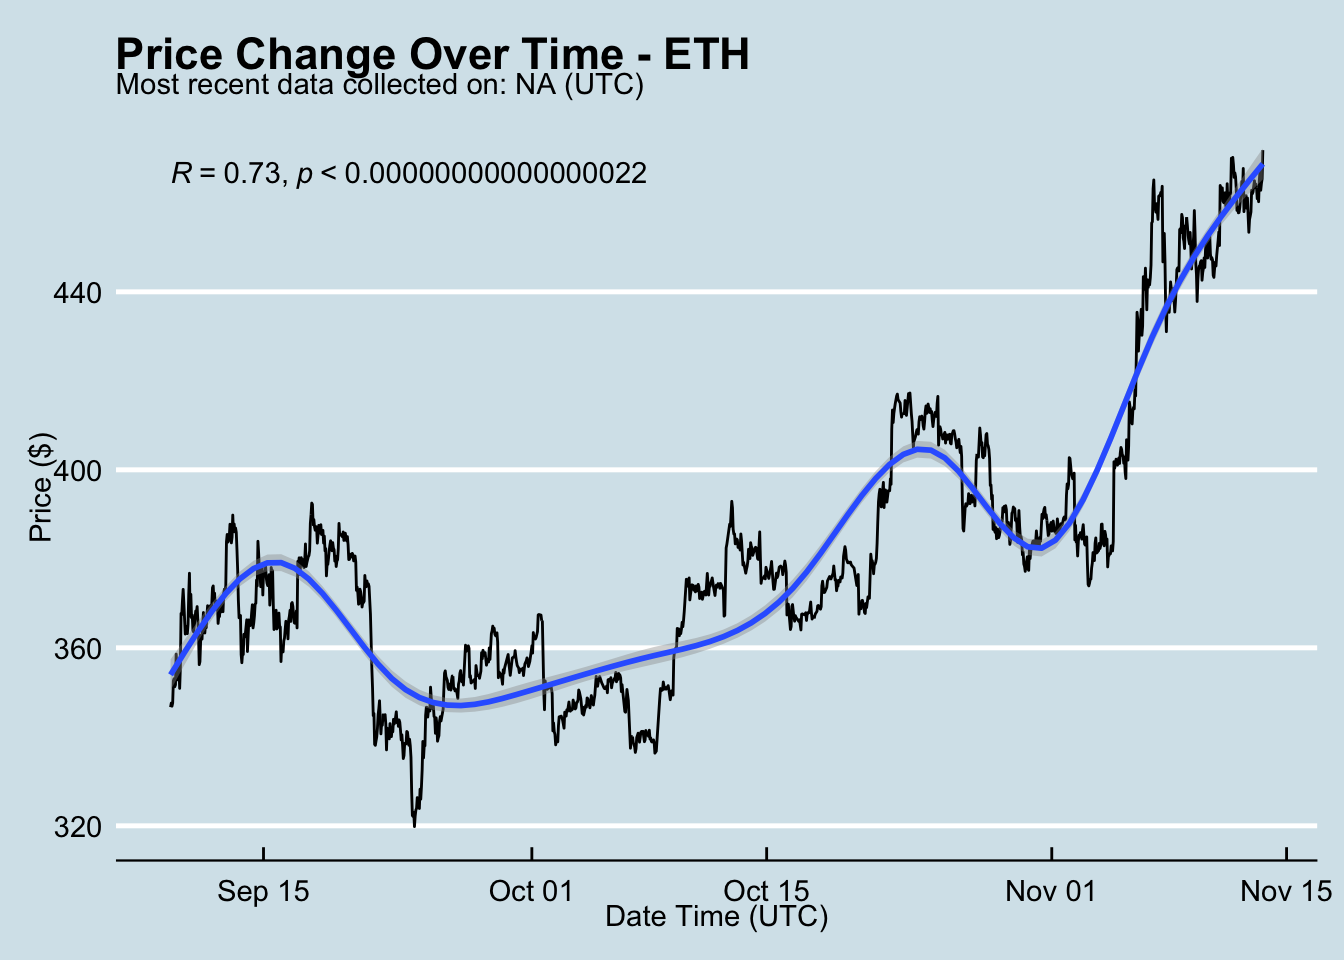 Price Change Over Time - ETH
Most recent data collected on: NA (UTC)
R = 0.73, p < 0.00000000000000022
440
400
360
320
Price ($)
Sep 15
Oct 01
Oct 15
Nov 01
Nov 15
Date Time (UTC)